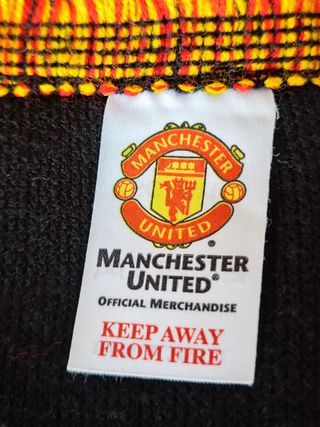 MANCHESTER
UNITED
®
MANCHESTER
UNITED®
OFFICIAL MERCHANDISE
KEEP AWAY
FROM FIRE